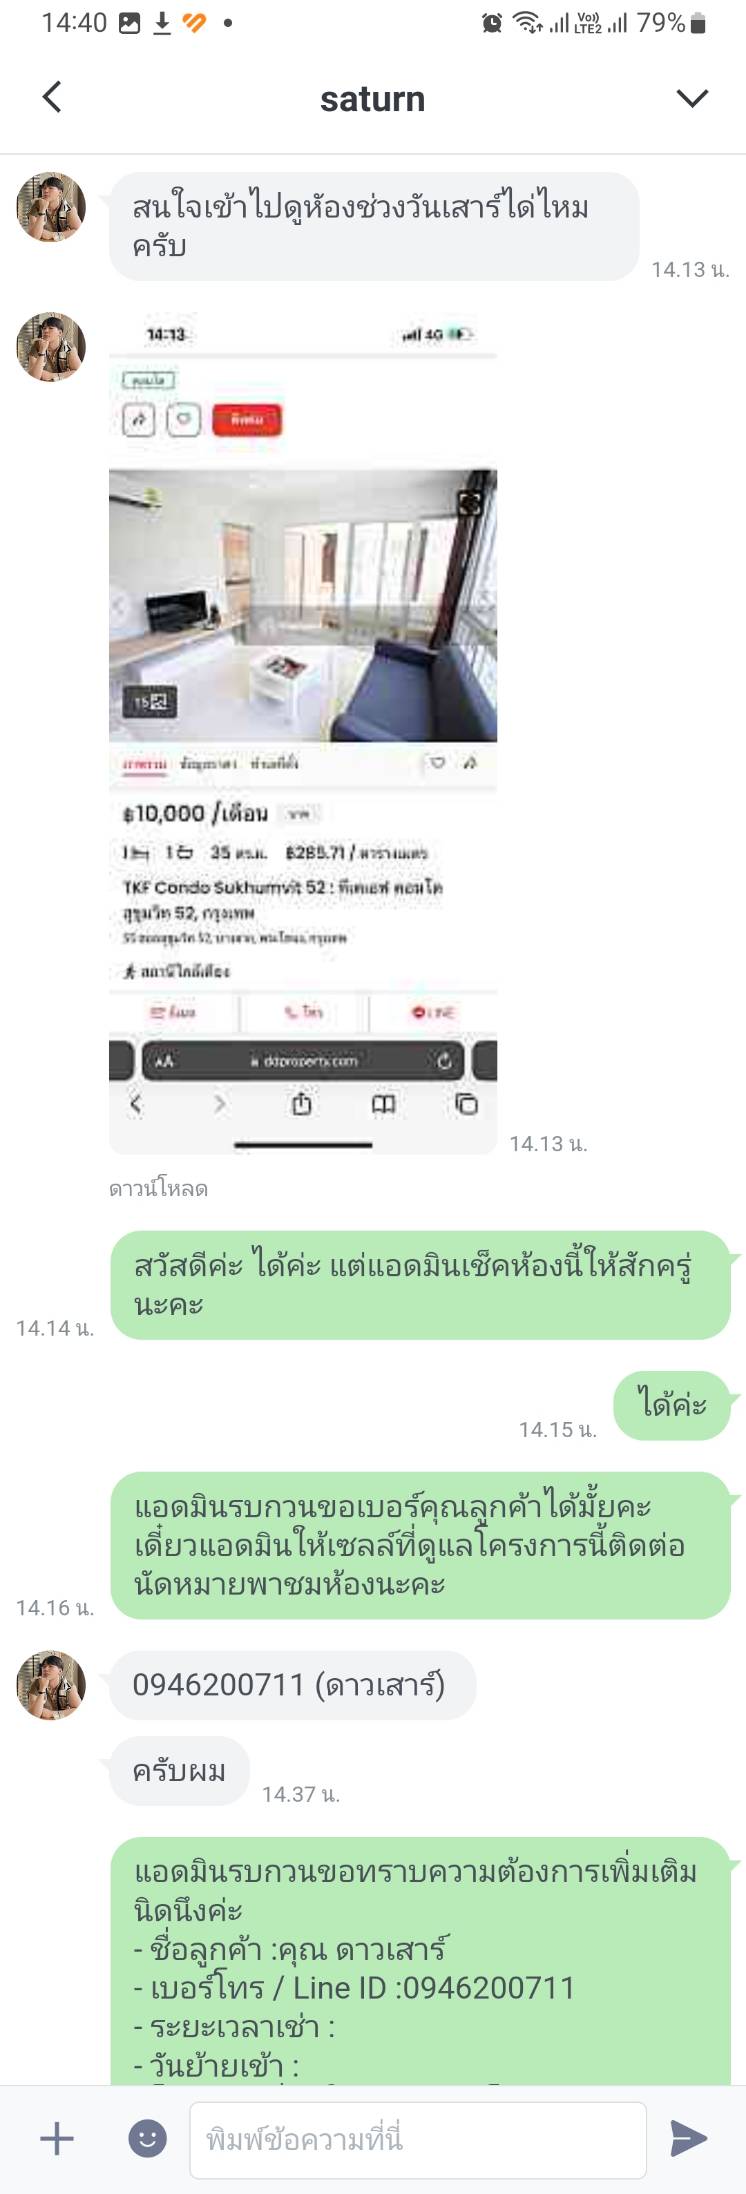 14:40
Vo))
LTE2
79%
saturn
สนใจเข้าไปดูห้องช่วงวันเสาร์ได้ไหม
ครับ
14.13 น.
14:13
4G
15
฿10,000 /เดือน
1
1
35 ตร.ม.
฿285.71 / ตารางเมตร
TKF Condo Sukhumvit 52 : ทีเคเอฟ คอนโด
สุขุมวิท 52, กรุงเทพ
สถานีใกล้เคียง
อีเมล
โทร
LINE
AA
ddproperty.com
14.13 น.
ดาวน์โหลด
สวัสดีค่ะ ได้ค่ะ แต่แอดมินเช็คห้องนี้ให้สักครู่
นะคะ
14.14 น.
ได้ค่ะ
14.15 น.
แอดมินรบกวนขอเบอร์คุณลูกค้าได้มั้ยคะ
เดี๋ยวแอดมินให้เซลล์ที่ดูแลโครงการนี้ติดต่อ
นัดหมายพาชมห้องนะคะ
14.16 น.
0946200711 (ดาวเสาร์)
ครับผม
14.37 น.
แอดมินรบกวนขอทราบความต้องการเพิ่มเติม
นิดนึงค่ะ
- ชื่อลูกค้า :คุณ ดาวเสาร์
- เบอร์โทร / Line ID :0946200711
- ระยะเวลาเช่า :
- วันย้ายเข้า :
พิมพ์ข้อความที่นี่